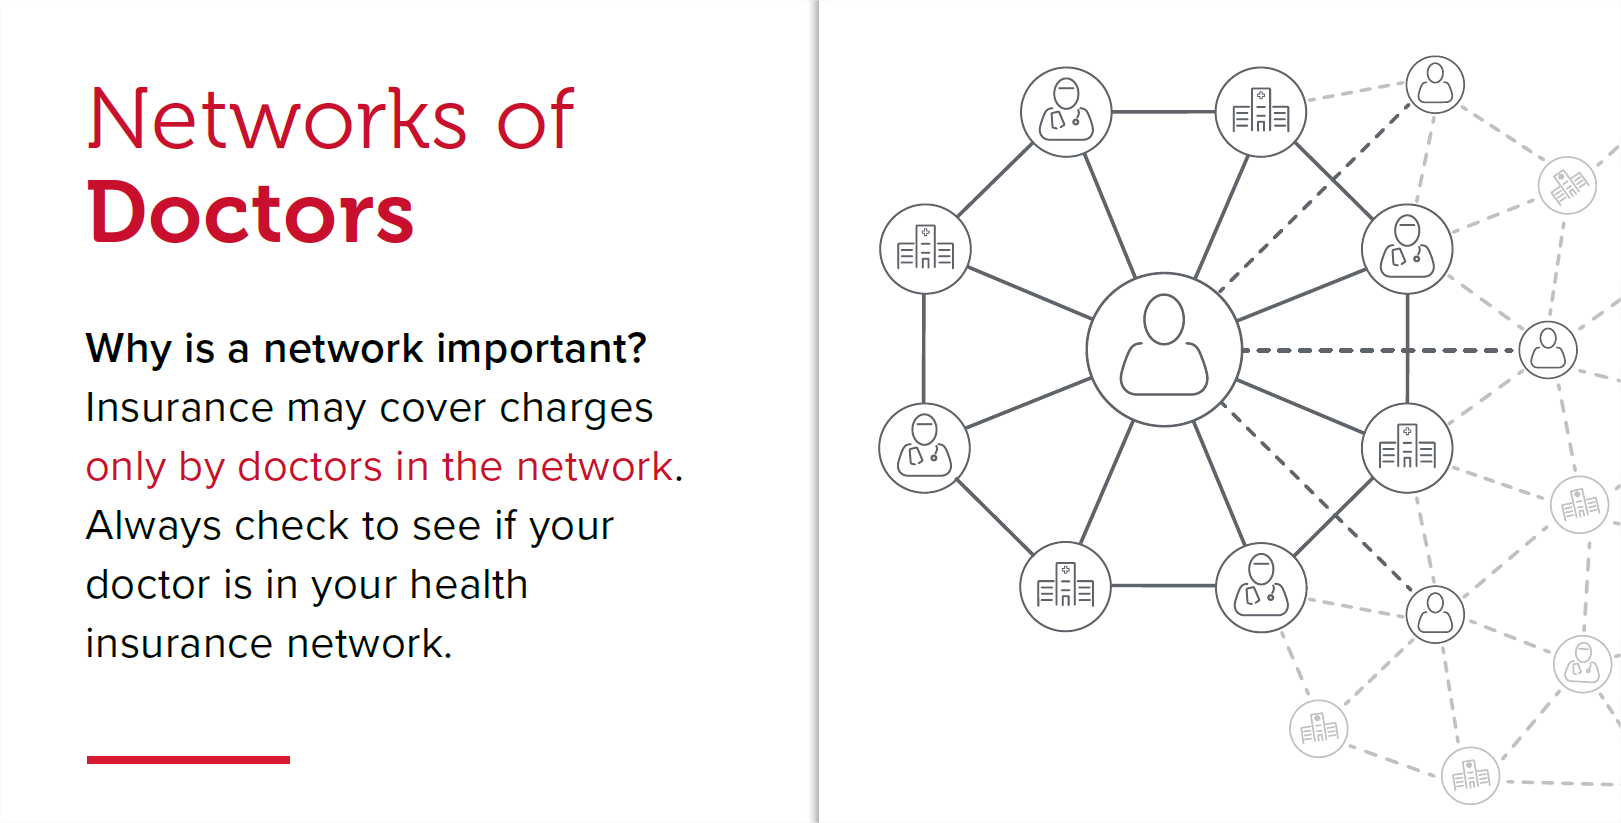 Networks of
Doctors
Why is a network important?
Insurance may cover charges
only by doctors in the network.
Always check to see if your
doctor is in your health
insurance network.